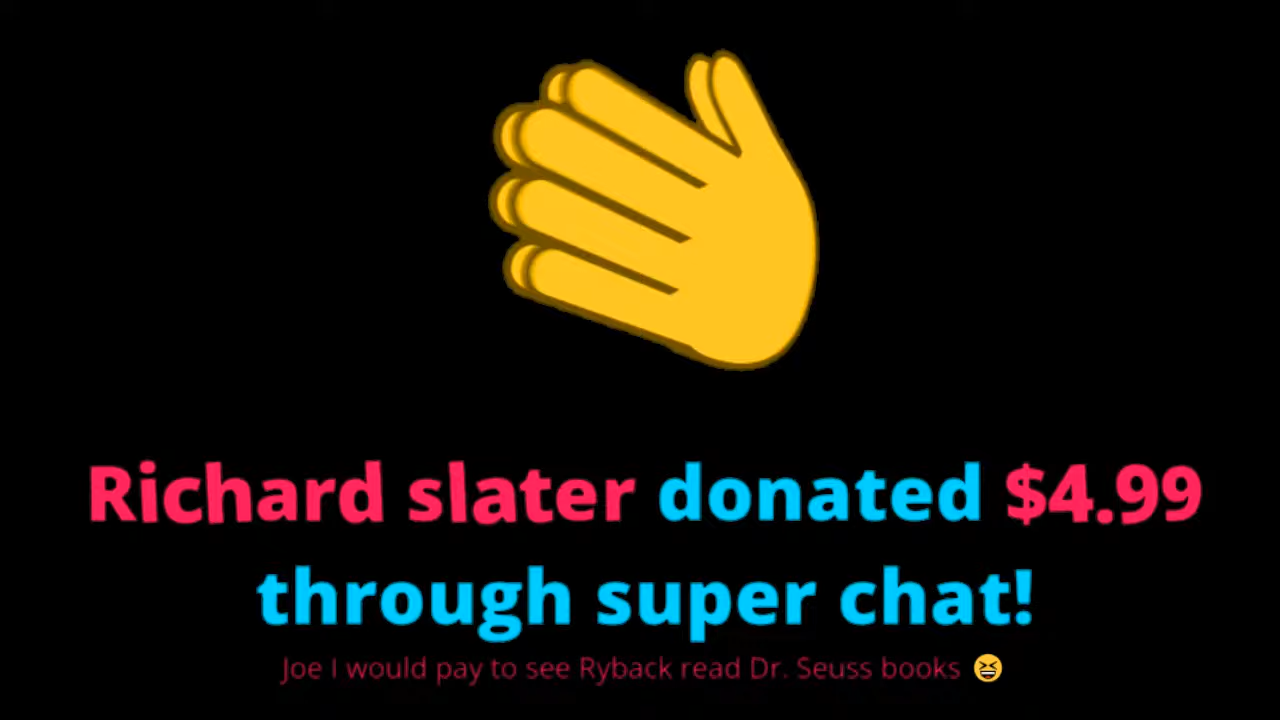 Richard slater donated $4.99
through super chat!
Joe I would pay to see Ryback read Dr. Seuss books 😆